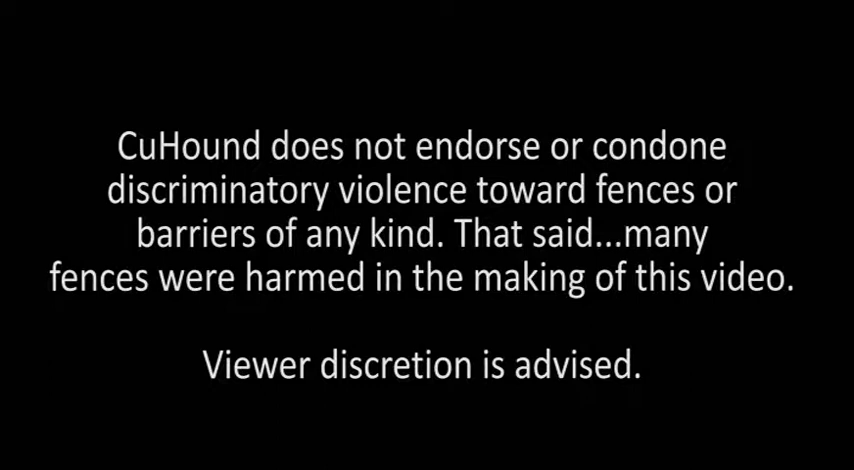 CuHound does not endorse or condone
discriminatory violence toward fences or
barriers of any kind. That said...many
fences were harmed in the making of this video.
Viewer discretion is advised.